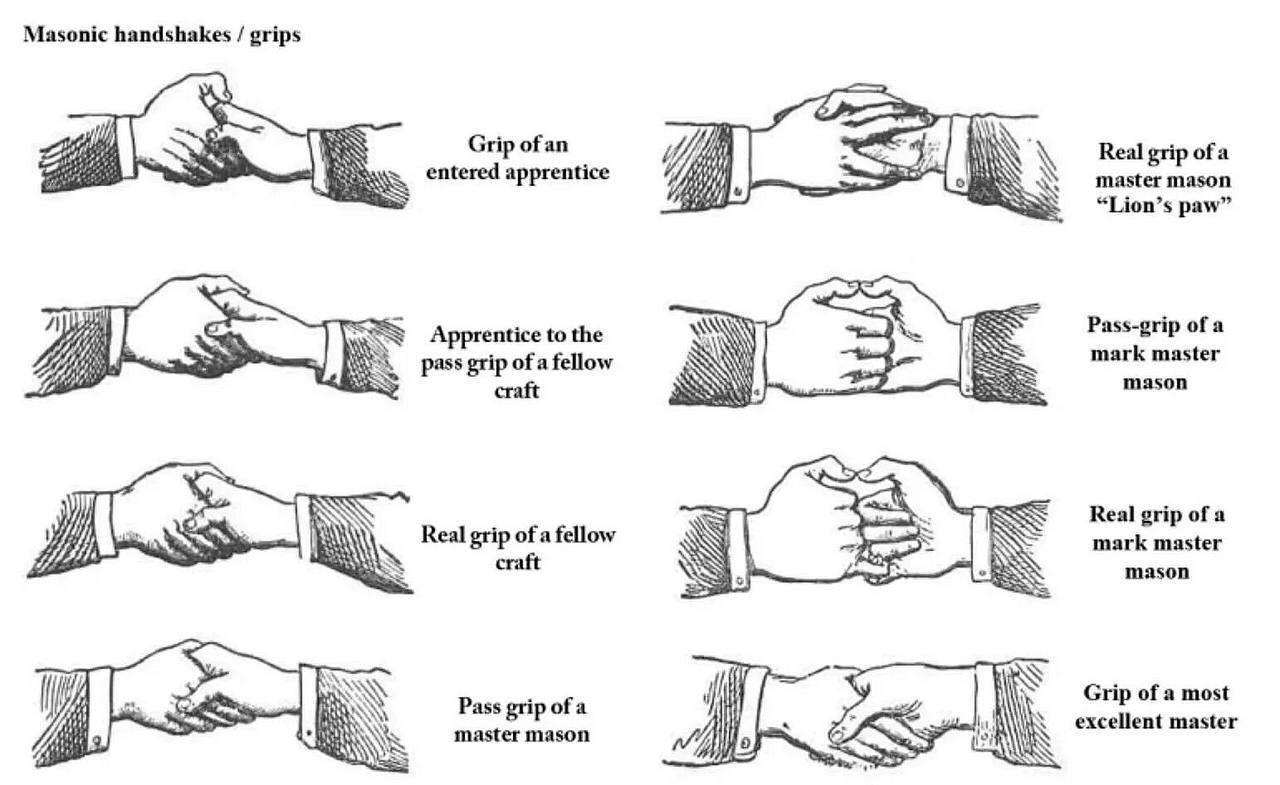 Masonic handshakes / grips
Grip of an
entered apprentice
Apprentice to the
pass grip of a fellow
craft
Real grip of a fellow
craft
Pass grip of a
master mason
Real grip of a
master mason
“Lion’s paw”
Pass-grip of a
mark master
mason
Real grip of a
mark master
mason
Grip of a most
excellent master